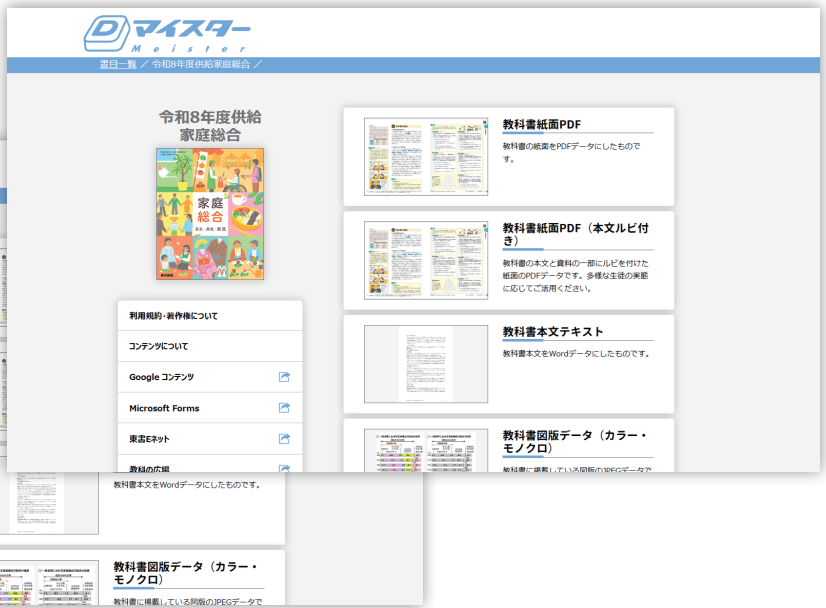 D マイスター
Meister
書目一覧 ／ 令和8年度供給家庭総合 ／
令和8年度供給
家庭総合
家庭
総合
自立・共生・創造
利用規約・著作権について
コンテンツについて
Google コンテンツ
Microsoft Forms
東書Eネット
教科の広場
教科書紙面PDF
教科書の紙面をPDFデータにしたもので
す。
教科書紙面PDF（本文ルビ付
き）
教科書の本文と資料の一部にルビを付けた
紙面のPDFデータです。多様な生徒の実態
に応じてご活用ください。
教科書本文テキスト
教科書本文をWordデータにしたものです。
教科書図版データ（カラー・
モノクロ）
教科書に掲載している図版のJPEGデータで
教科書本文をWordデータにしたものです。
教科書図版データ（カラー・
モノクロ）
教科書に掲載している図版のJPEGデータで